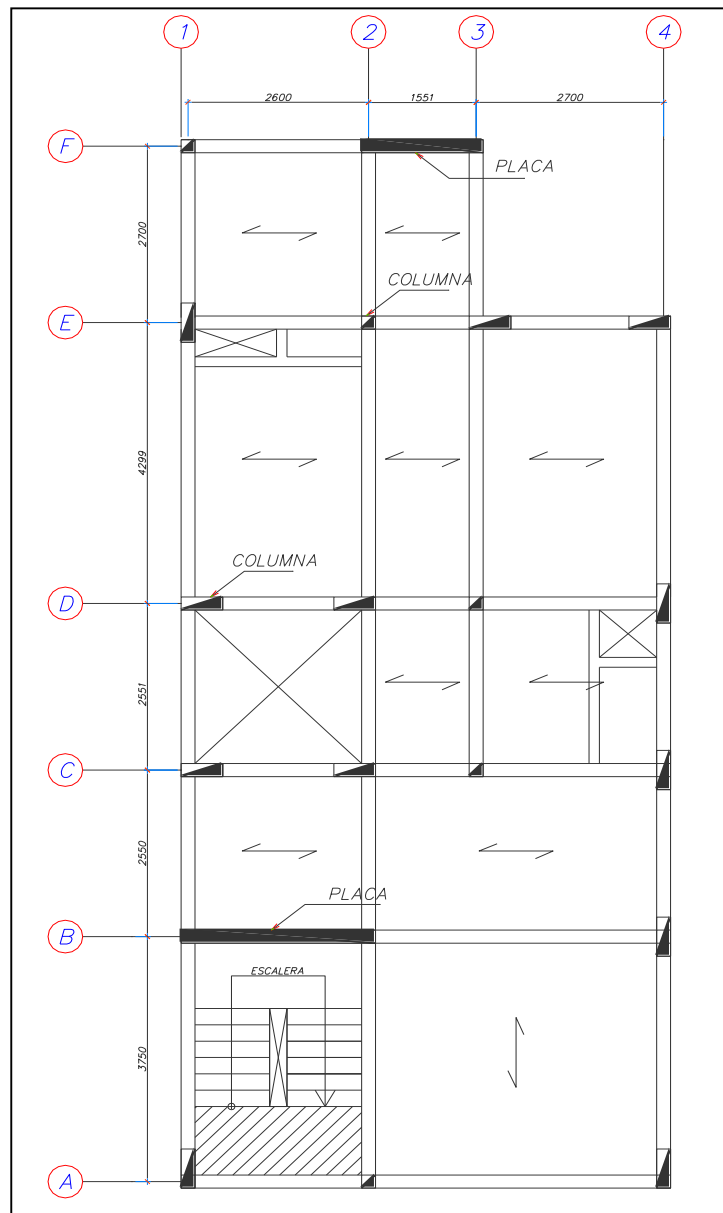 1 2 3 4
2600 1551 2700
F
PLACA
2700
COLUMNA
E
4299
COLUMNA
D
2551
C
2550
PLACA
B
ESCALERA
3750
A